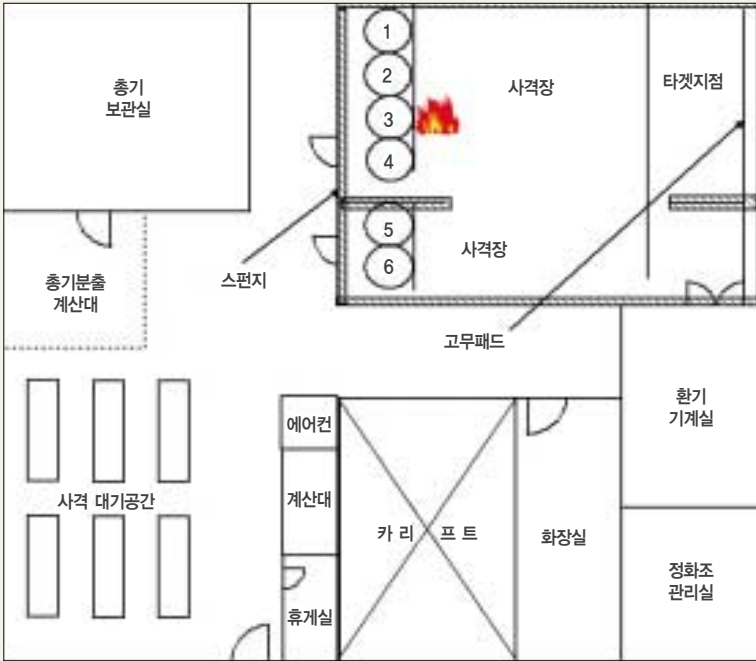 총기
보관실
1
2
3
4
5
6
사격장
타겟지점
사격장
스펀지
고무패드
총기분출
계산대
에어컨
계산대
휴게실
사격 대기공간
카 리 프 트
화장실
환기
기계실
정화조
관리실